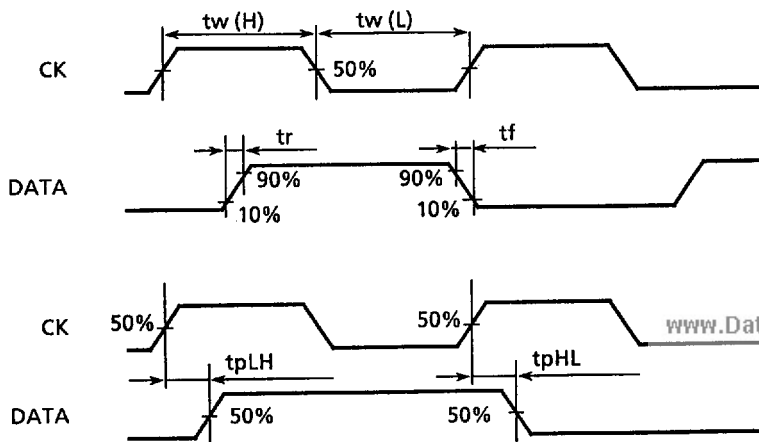 tw (H) tw (L)
CK 50%
tr tf
DATA 90% 90%
10% 10%
CK 50% 50% www.Dat
tpLH tpHL
DATA 50% 50%